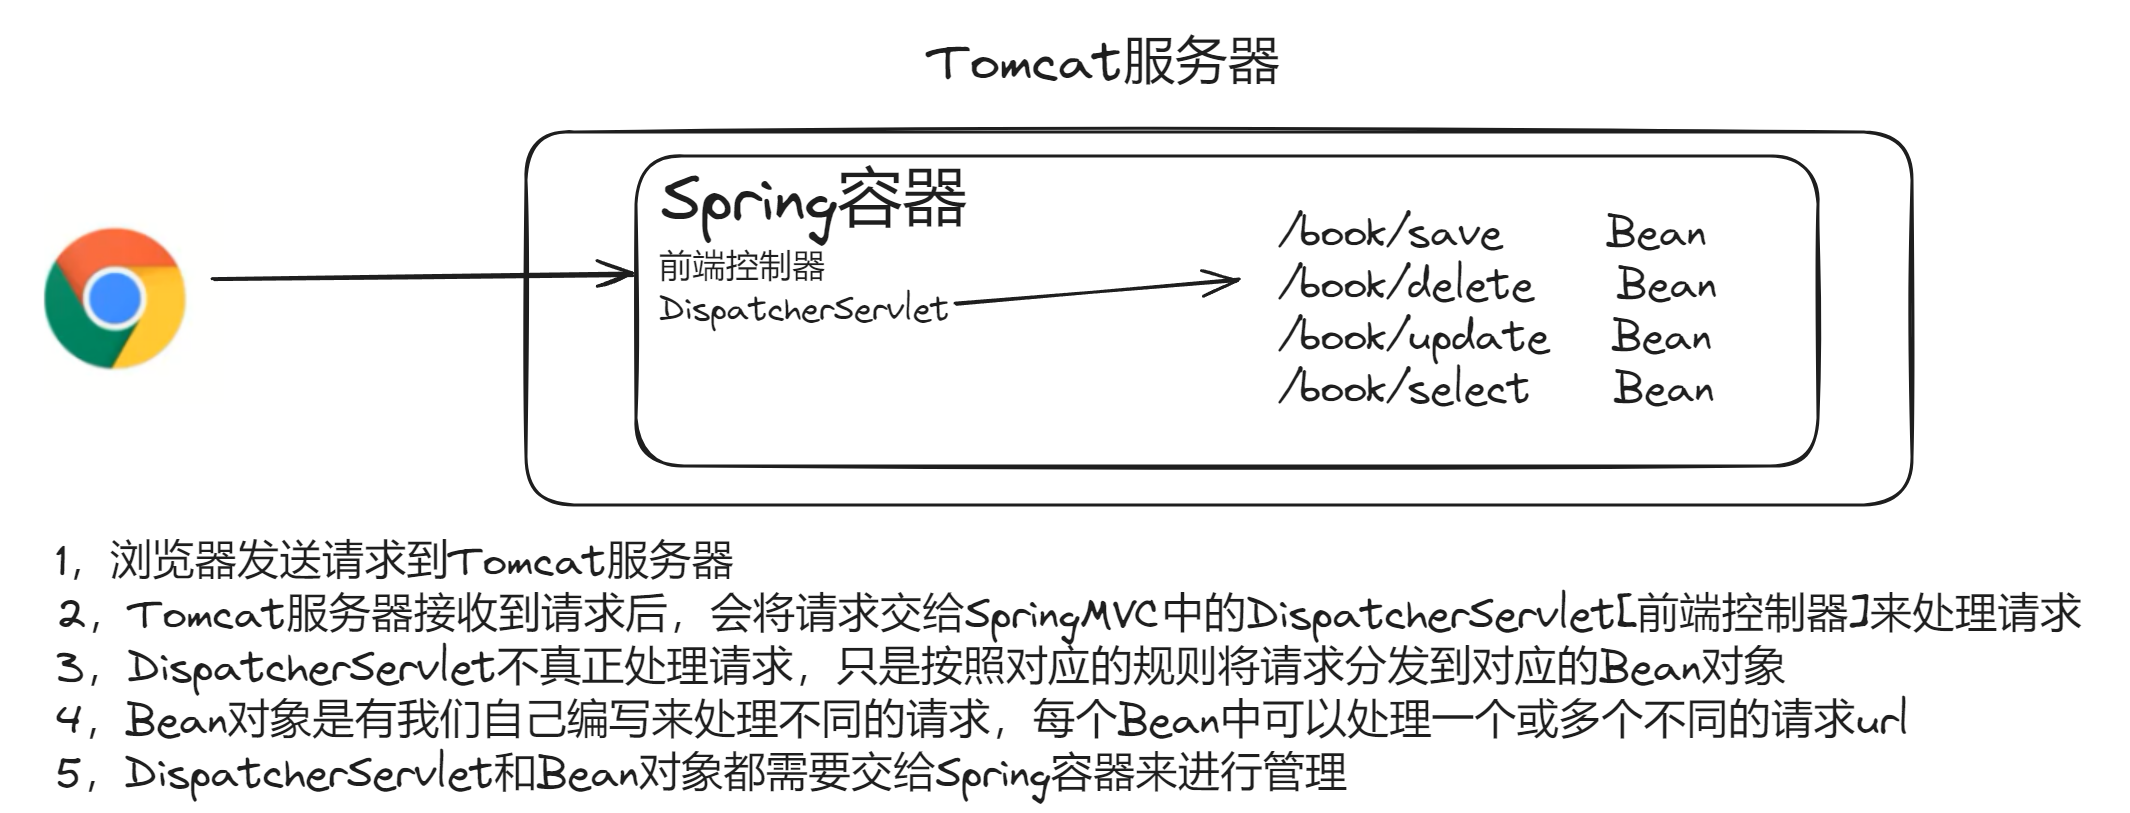 Tomcat服务器
Spring容器
前端控制器
DispatcherServlet
/book/save Bean
/book/delete Bean
/book/update Bean
/book/select Bean
1，浏览器发送请求到Tomcat服务器
2，Tomcat服务器接收到请求后，会将请求交给SpringMVC中的DispatcherServlet[前端控制器]来处理请求
3，DispatcherServlet不真正处理请求，只是按照对应的规则将请求分发到对应的Bean对象
4，Bean对象是有我们自己编写来处理不同的请求，每个Bean中可以处理一个或多个不同的请求url
5，DispatcherServlet和Bean对象都需要交给Spring容器来进行管理